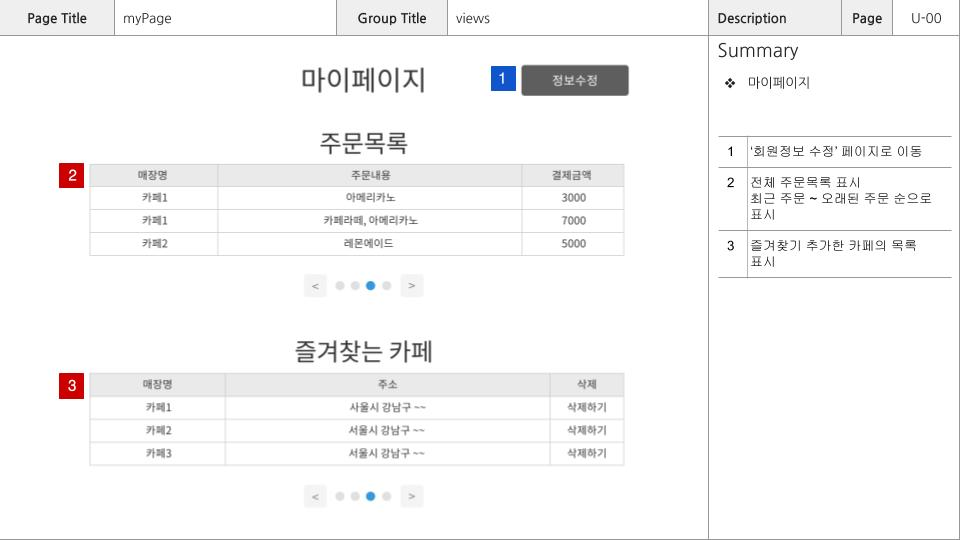 Page Title myPage Group Title views Description Page U-00
마이페이지 1 정보수정
주문목록
2
매장명 주문내용 결제금액
카페1 아메리카노 3000
카페1 카페라떼, 아메리카노 7000
카페2 레몬에이드 5000
< >
즐겨찾는 카페
3
매장명 주소 삭제
카페1 사울시 강남구 ~~ 삭제하기
카페2 서울시 강남구 ~~ 삭제하기
카페3 서울시 강남구 ~~ 삭제하기
< >
Summary
❖ 마이페이지
1 ‘회원정보 수정’ 페이지로 이동
2 전체 주문목록 표시
최근 주문 ~ 오래된 주문 순으로
표시
3 즐겨찾기 추가한 카페의 목록
표시